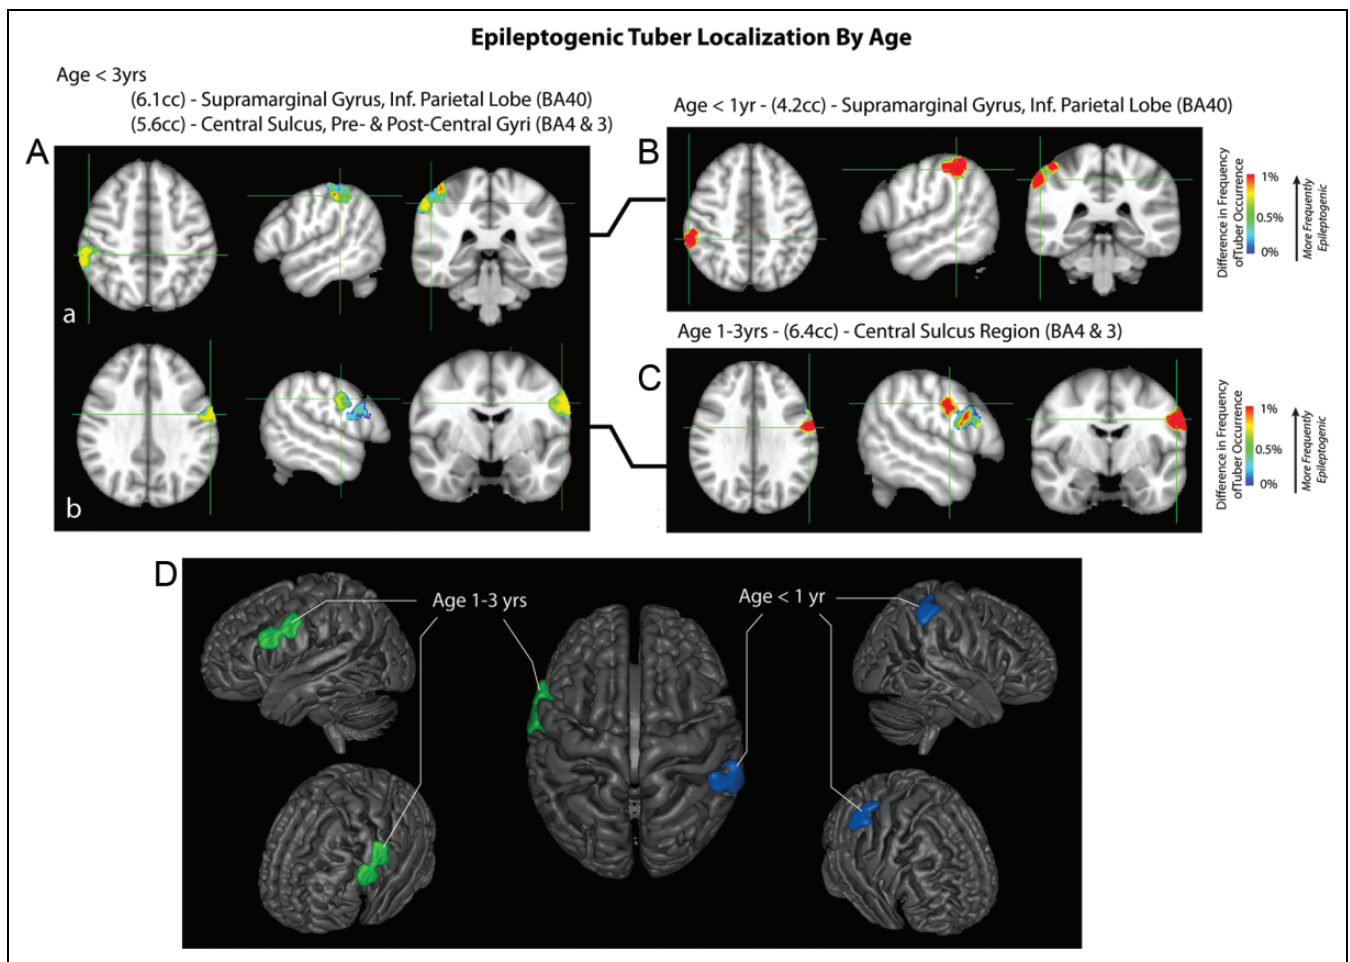 Epileptogenic Tuber Localization By Age
Age < 3yrs
(6.1cc) - Supramarginal Gyrus, Inf. Parietal Lobe (BA40)
(5.6cc) - Central Sulcus, Pre- & Post-Central Gyri (BA4 & 3)
A
a
b
Age < 1yr - (4.2cc) - Supramarginal Gyrus, Inf. Parietal Lobe (BA40)
B
Difference in Frequency
ofTuber Occurrence
1%
0.5%
0%
More Frequently
Epileptogenic
Age 1-3yrs - (6.4cc) - Central Sulcus Region (BA4 & 3)
C
Difference in Frequency
ofTuber Occurrence
1%
0.5%
0%
More Frequently
Epileptogenic
D
Age 1-3 yrs
Age < 1 yr